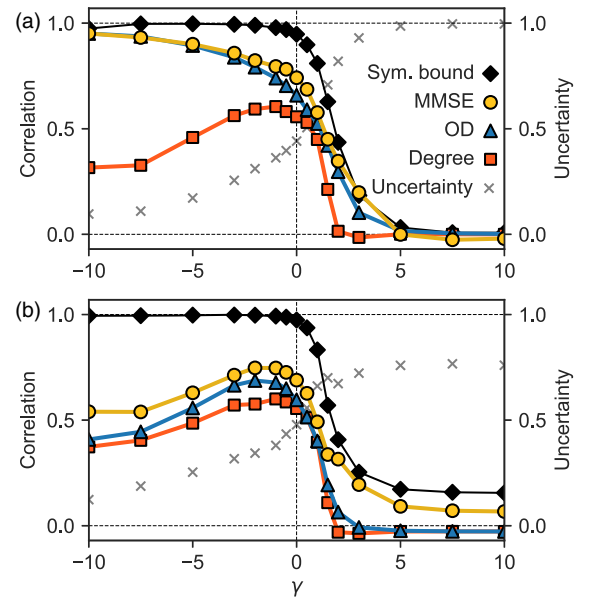 (a)
1.0
0.5
0.0
Correlation
1.0
0.5
0.0
Uncertainty
Sym. bound
MMSE
OD
Degree
Uncertainty
-10 -5 0 5 10
(b)
1.0
0.5
0.0
Correlation
1.0
0.5
0.0
Uncertainty
-10 -5 0 5 10
γ